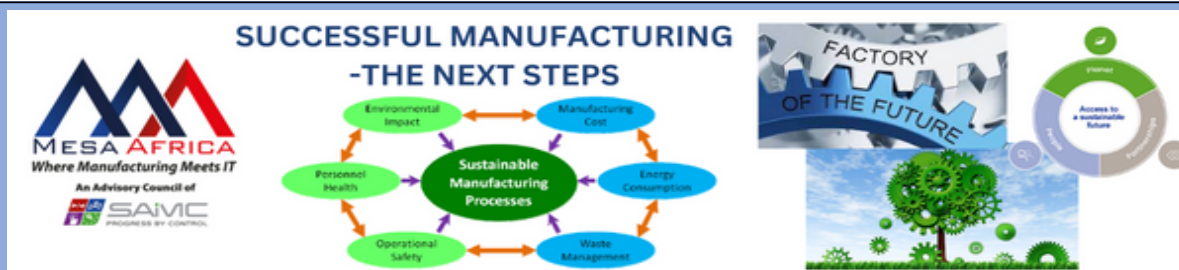 SUCCESSFUL MANUFACTURING
-THE NEXT STEPS
MESA AFRICA
Where Manufacturing Meets IT
An Advisory Council of
SAIMC
PROGRESS BY CONTROL
Environmental
Impact
Manufacturing
Cost
Personnel
Health
Sustainable
Manufacturing
Processes
Energy
Consumption
Operational
Safety
Waste
Management
FACTORY
OF THE FUTURE
Planet
Access to
a sustainable
future
People
Partnerships